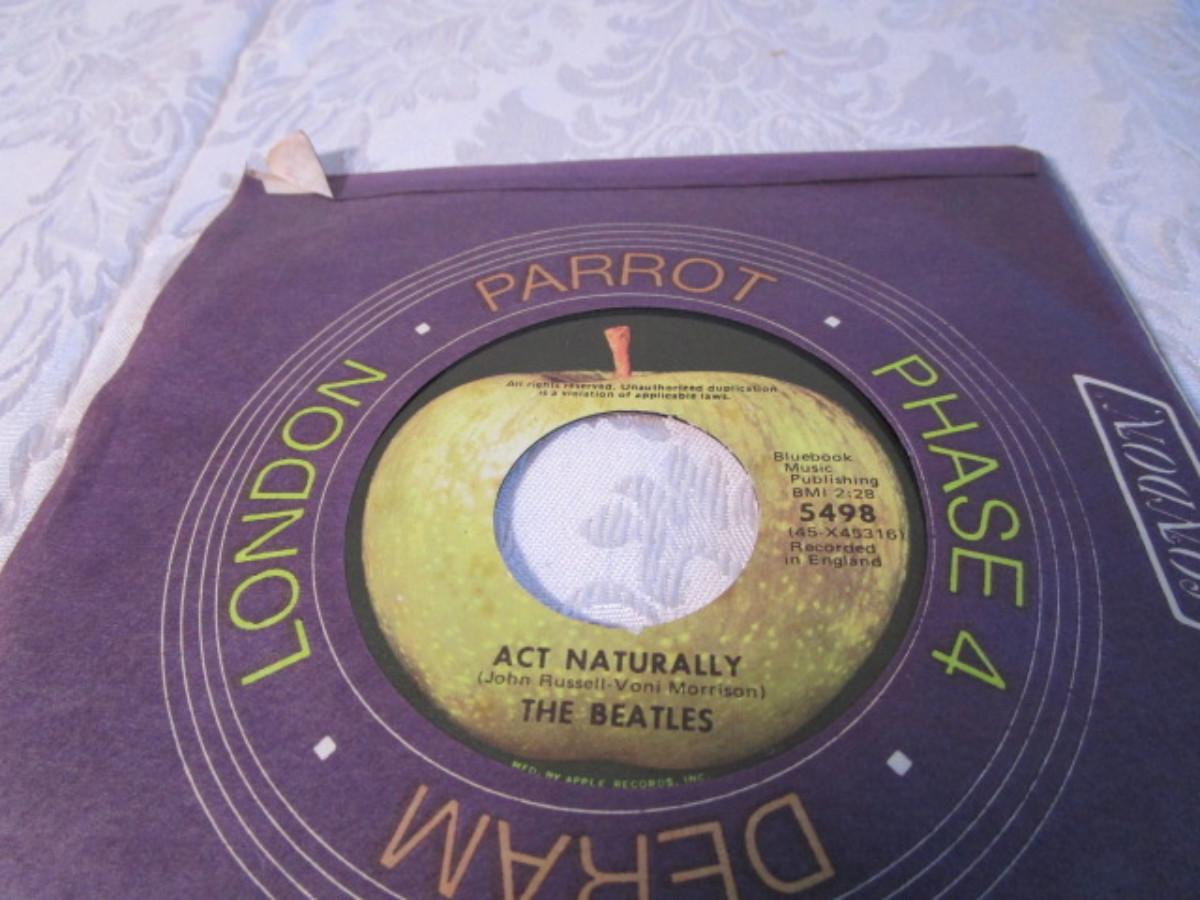 PARROT
LONDON
PHASE 4
DERAM
LONDON
All rights reserved. Unauthorized duplication
is a violation of applicable laws.
Bluebook
Music
Publishing
BMI 2:28
5498
(45-X45316)
Recorded
in England
ACT NATURALLY
(John Russell-Voni Morrison)
THE BEATLES
MFD. BY APPLE RECORDS, INC.